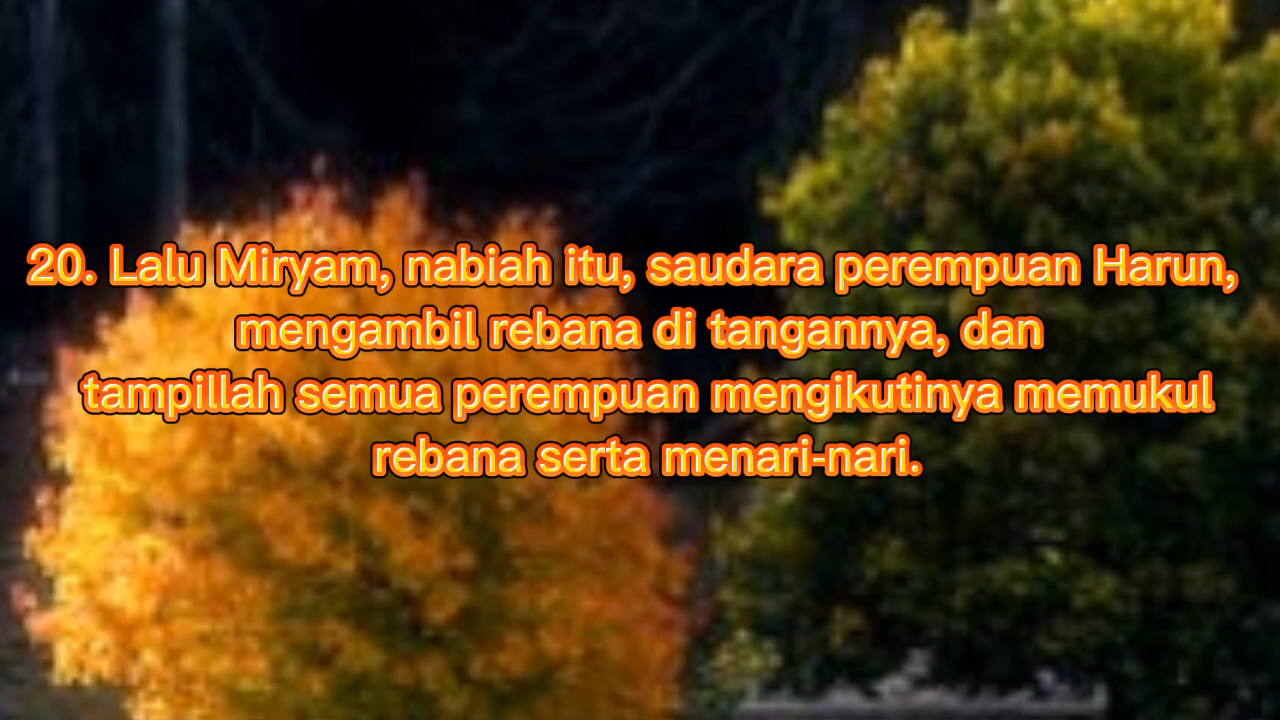 20. Lalu Miryam, nabiah itu, saudara perempuan Harun,
mengambil rebana di tangannya, dan
tampillah semua perempuan mengikutinya memukul
rebana serta menari-nari.